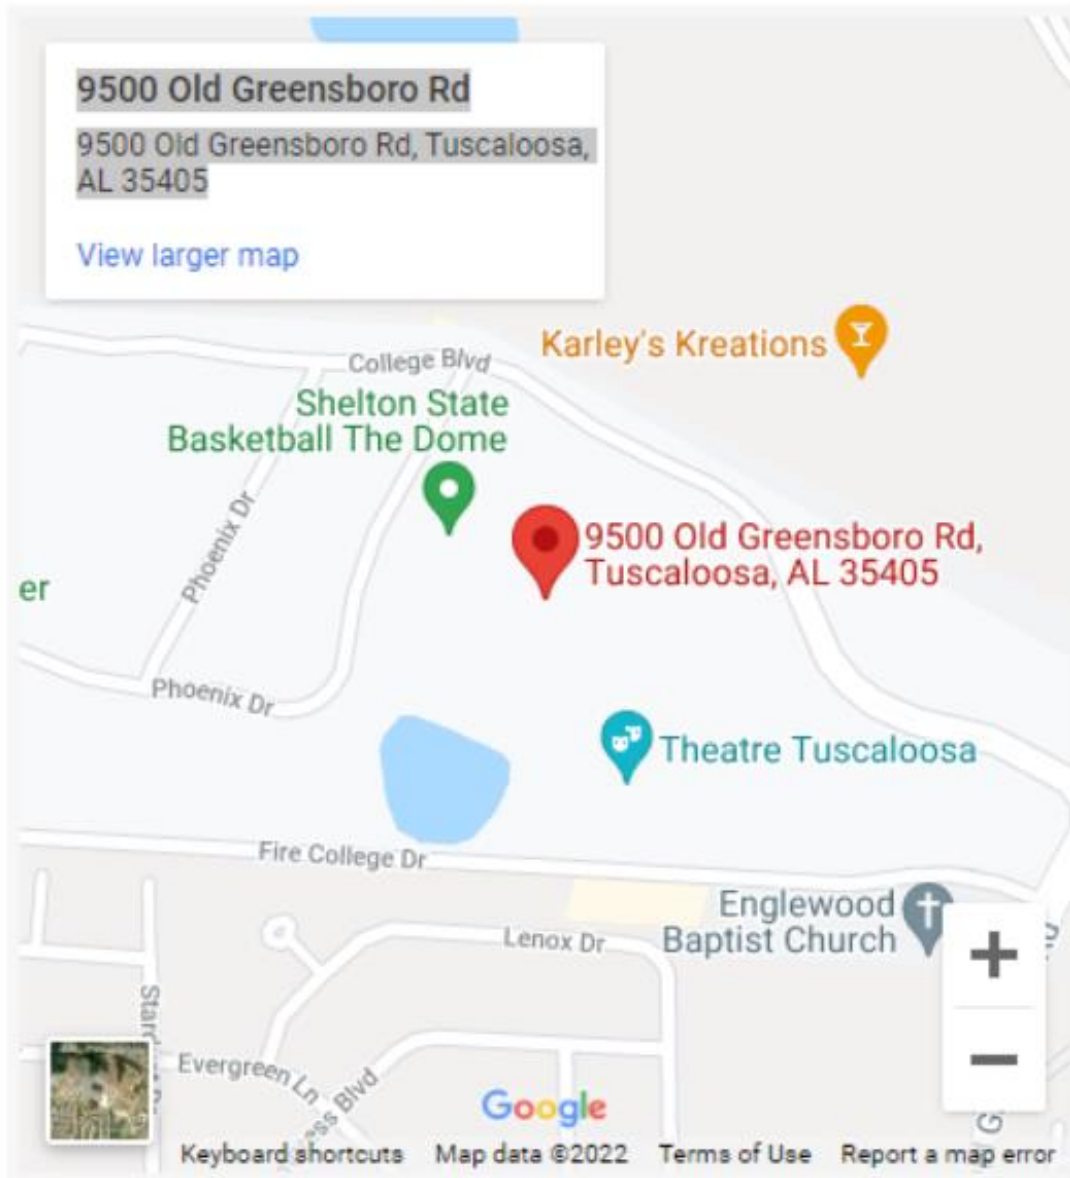 9500 Old Greensboro Rd
9500 Old Greensboro Rd, Tuscaloosa,
AL 35405
View larger map
Karley's Kreations
College Blvd
Shelton State
Basketball The Dome
Phoenix Dr
9500 Old Greensboro Rd,
Tuscaloosa, AL 35405
er
Phoenix Dr
Theatre Tuscaloosa
Fire College Dr
Englewood
Baptist Church
Lenox Dr
Evergreen Ln
ess Blvd
Google
Keyboard shortcuts
Map data ©2022
Terms of Use
Report a map error